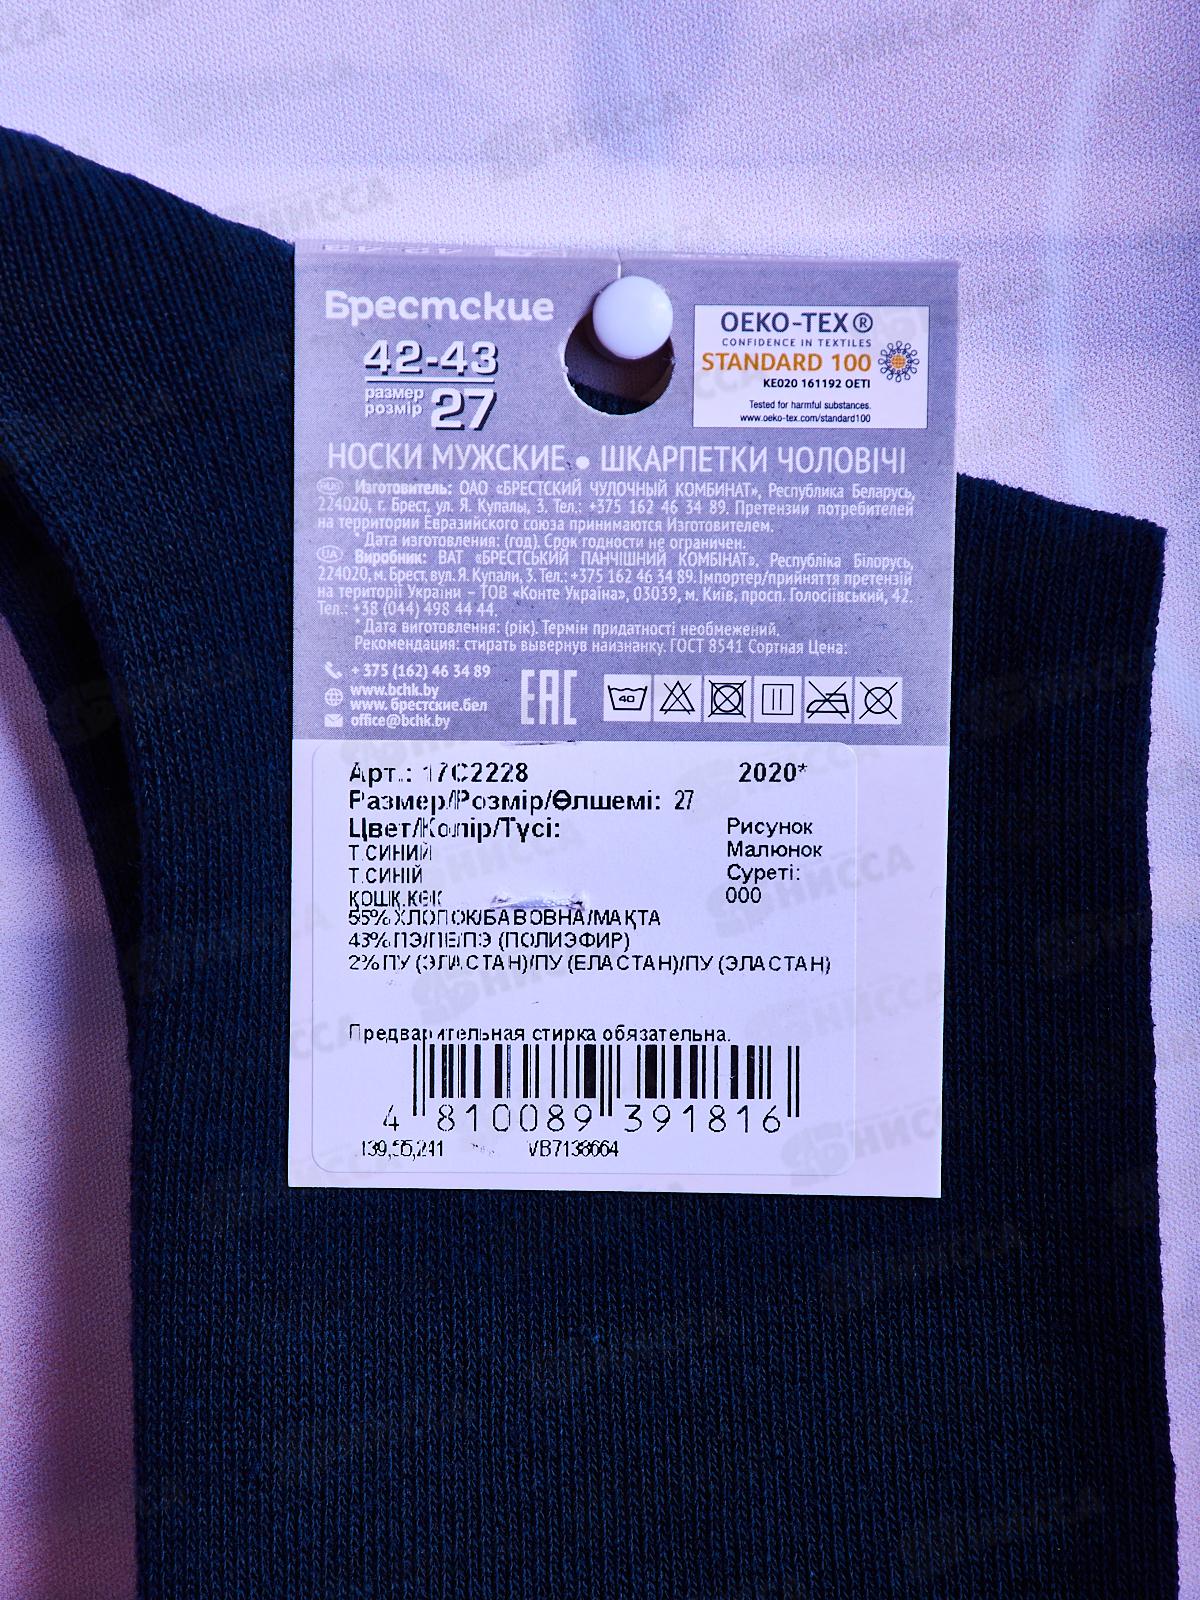 Брестские
42-43
размер
розмір 27
OEKO-TEX®
CONFIDENCE IN TEXTILES
STANDARD 100
KE020 161192 OETI
Tested for harmful substances.
www.oeko-tex.com/standard100
НОСКИ МУЖСКИЕ • ШКАРПЕТКИ ЧОЛОВІЧІ
Изготовитель: ОАО «БРЕСТСКИЙ ЧУЛОЧНЫЙ КОМБИНАТ», Республика Беларусь,
224020, г. Брест, ул. Я. Купалы, 3. Тел.: +375 162 46 34 89. Претензии потребителей
на территории Евразийского союза принимаются Изготовителем.
*Дата изготовления: (год). Срок годности не ограничен.
UA Виробник: ВАТ «БРЕСТСЬКИЙ ПАНЧІШНИЙ КОМБІНАТ», Республіка Білорусь,
224020, м. Брест, вул. Я. Купали, 3. Тел.: +375 162 46 34 89. Імпортер/прийняття претензій
на території України – ТОВ «Конте Україна», 03039, м. Київ, просп. Голосіївський, 42.
Тел.: +38 (044) 498 44 44.
*Дата виготовлення: (рік). Термін придатності необмежений.
Рекомендация: стирать вывернув наизнанку. ГОСТ 8541 Сортная Цена:
+ 375 (162) 46 34 89
www.bchk.by
www.брестские.бел
office@bchk.by
EAC
40
Арт.: 17С2228 2020*
Размер/Розмір/Өлшемі: 27
Цвет/Колір/Түсі: Рисунок
Т.СИНИЙ Малюнок
Т.СИНІЙ Суреті:
ҚОШҚ.КӨК 000
55% ХЛОПОК/БАВОВНА/МАҚТА
43% ПЭ/ПЕ/ПЭ (ПОЛИЭФИР)
2% ПУ (ЭЛАСТАН)/ПУ (ЕЛАСТАН)/ПУ (ЭЛАСТАН)
Предварительная стирка обязательна.
4 810089 391816
139,55,241 VB7138664
НИССА